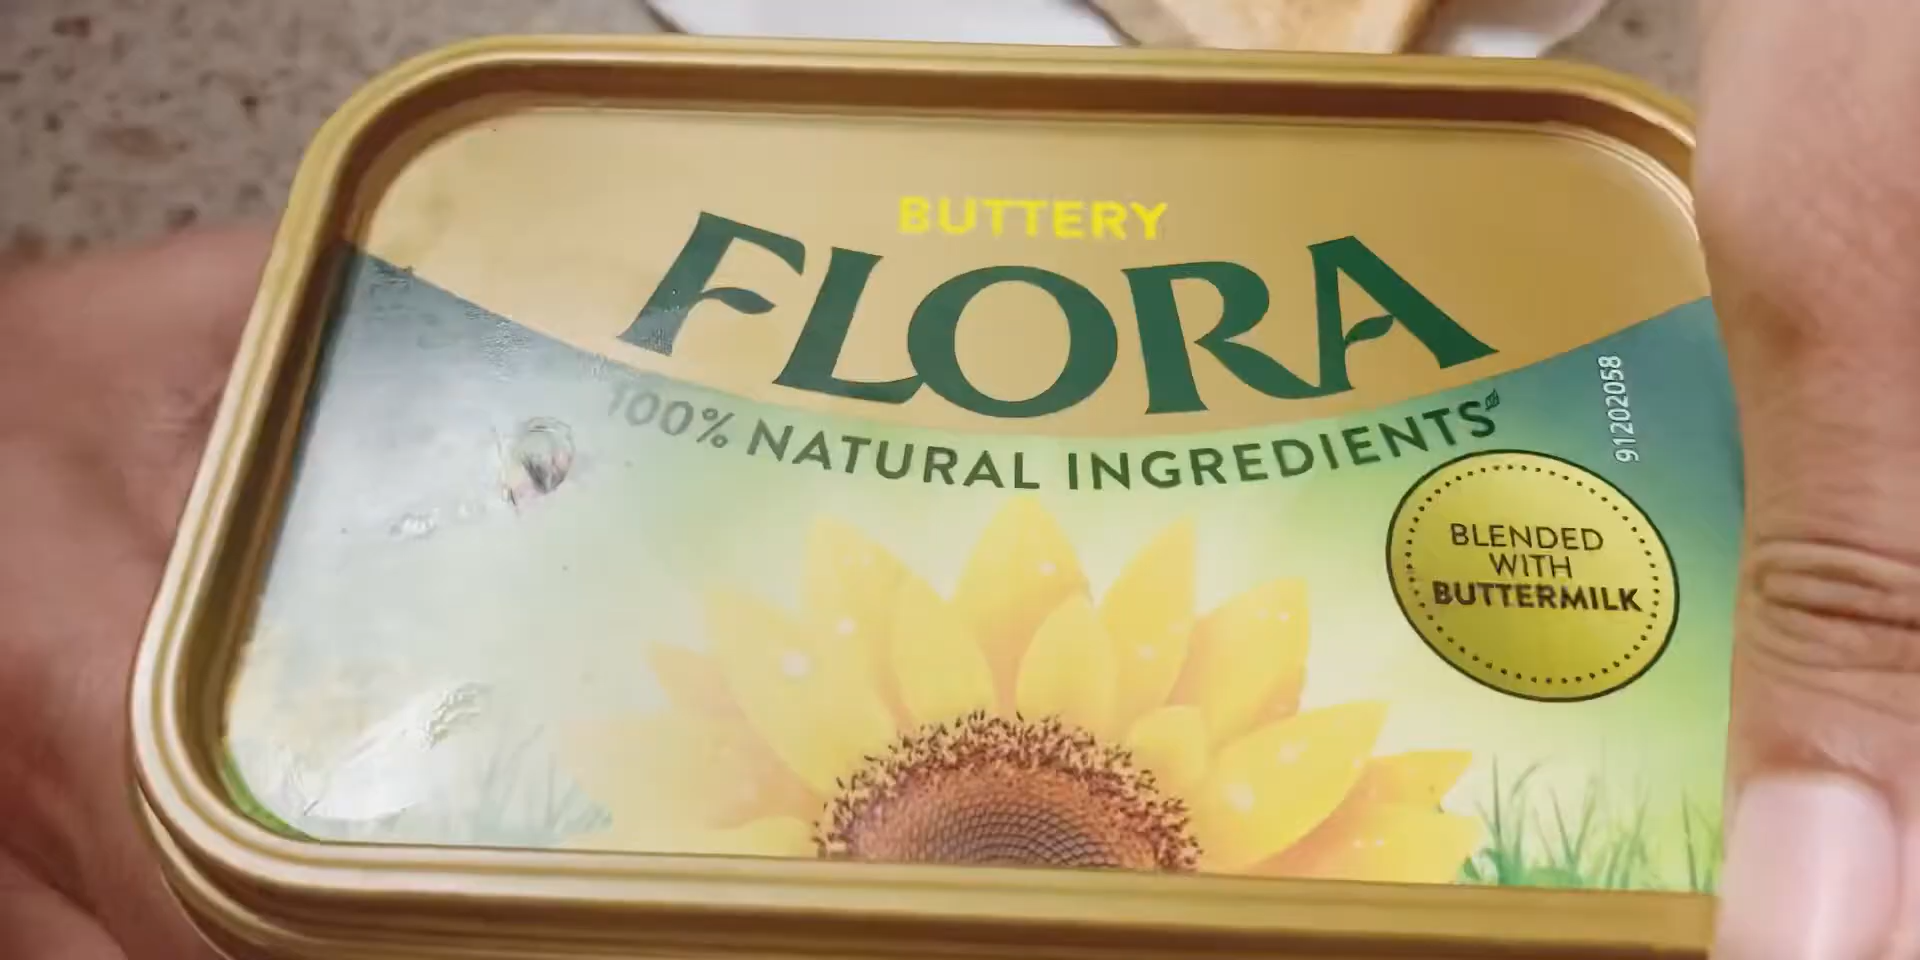 BUTTERY
FLORA
100% NATURAL INGREDIENTS
91202058
BLENDED
WITH
BUTTERMILK